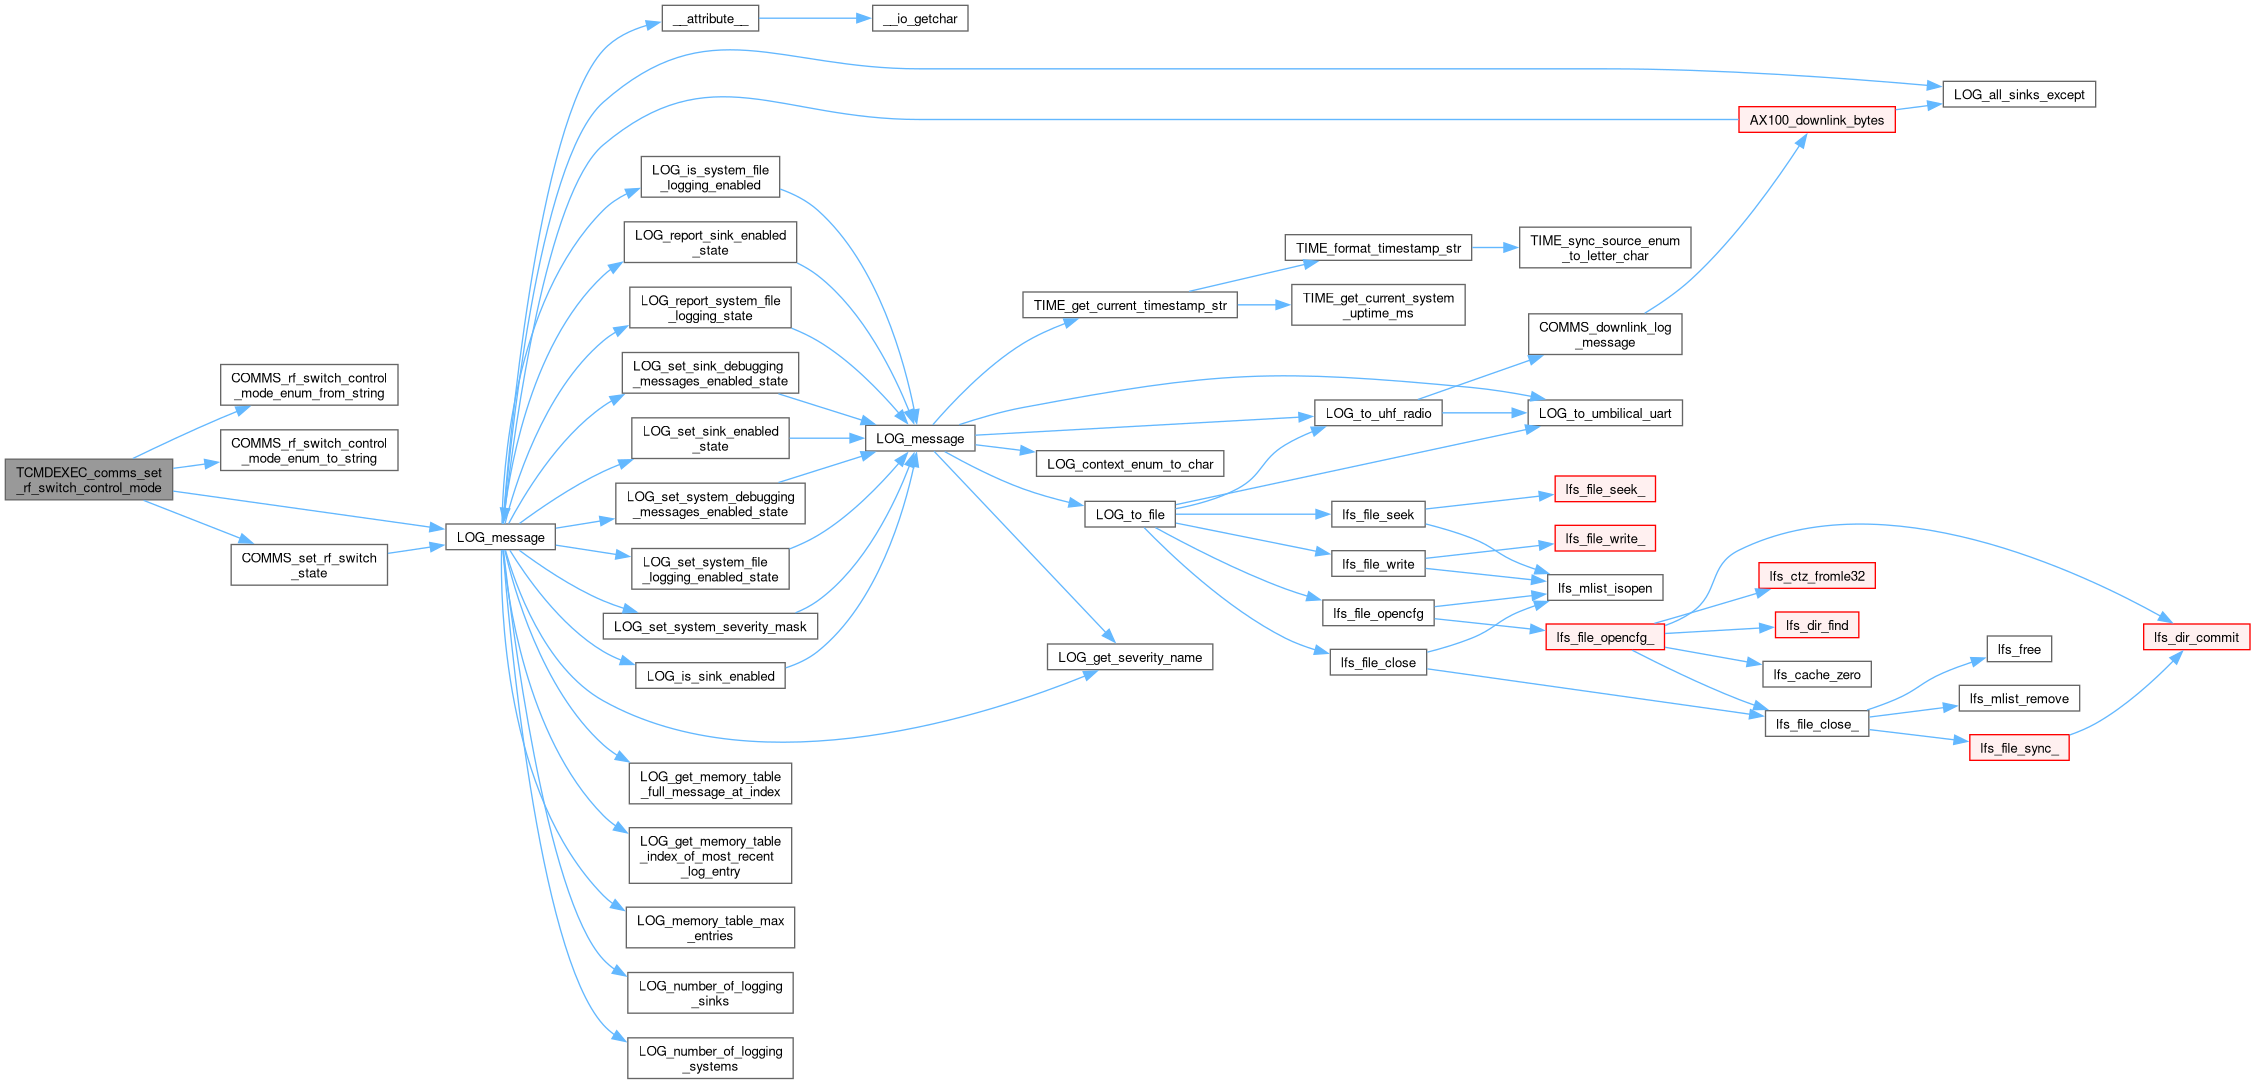 TCMDEXEC_comms_set
_rf_switch_control_mode
COMMS_rf_switch_control
_mode_enum_from_string
COMMS_rf_switch_control
_mode_enum_to_string
COMMS_set_rf_switch
_state
LOG_message
__attribute__
__io_getchar
LOG_is_system_file
_logging_enabled
LOG_report_sink_enabled
_state
LOG_report_system_file
_logging_state
LOG_set_sink_debugging
_messages_enabled_state
LOG_set_sink_enabled
_state
LOG_set_system_debugging
_messages_enabled_state
LOG_set_system_file
_logging_enabled_state
LOG_set_system_severity_mask
LOG_is_sink_enabled
LOG_get_memory_table
_full_message_at_index
LOG_get_memory_table
_index_of_most_recent
_log_entry
LOG_memory_table_max
_entries
LOG_number_of_logging
_sinks
LOG_number_of_logging
_systems
LOG_message
TIME_get_current_timestamp_str
LOG_context_enum_to_char
LOG_to_file
LOG_get_severity_name
TIME_format_timestamp_str
TIME_get_current_system
_uptime_ms
LOG_to_uhf_radio
lfs_file_seek
lfs_file_write
lfs_file_opencfg
lfs_file_close
TIME_sync_source_enum
_to_letter_char
COMMS_downlink_log
_message
LOG_to_umbilical_uart
lfs_file_seek_
lfs_file_write_
lfs_mlist_isopen
lfs_file_opencfg_
AX100_downlink_bytes
lfs_ctz_fromle32
lfs_dir_find
lfs_cache_zero
lfs_file_close_
LOG_all_sinks_except
lfs_free
lfs_mlist_remove
lfs_file_sync_
lfs_dir_commit